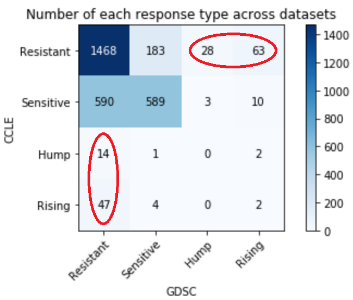 Number of each response type across datasets
Resistant 1468 183 28 63
Sensitive 590 589 3 10
Hump 14 1 0 2
Rising 47 4 0 2
CCLE
Resistant Sensitive Hump Rising
GDSC
1400
1200
1000
800
600
400
200
0